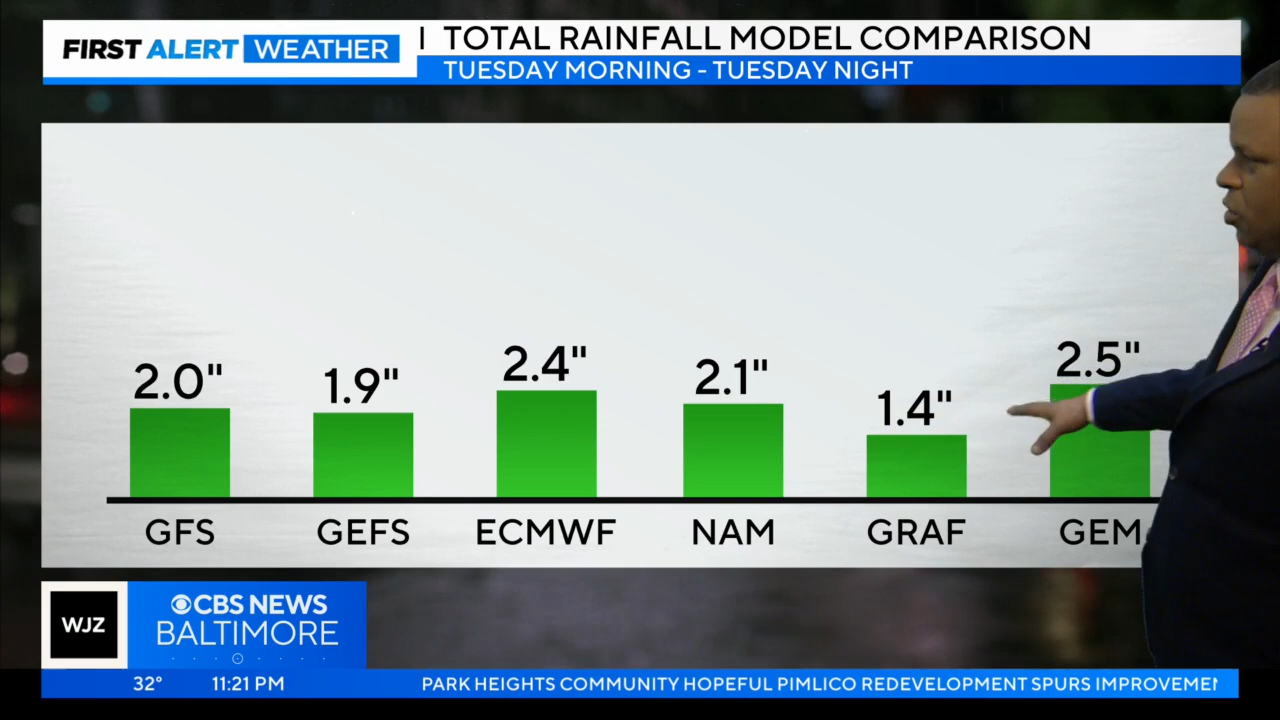 FIRST ALERT WEATHER
TOTAL RAINFALL MODEL COMPARISON
TUESDAY MORNING - TUESDAY NIGHT
2.0" 1.9" 2.4" 2.1" 1.4" 2.5"
GFS GEFS ECMWF NAM GRAF GEM
WJZ
CBS NEWS
BALTIMORE
32° 11:21 PM PARK HEIGHTS COMMUNITY HOPEFUL PIMLICO REDEVELOPMENT SPURS